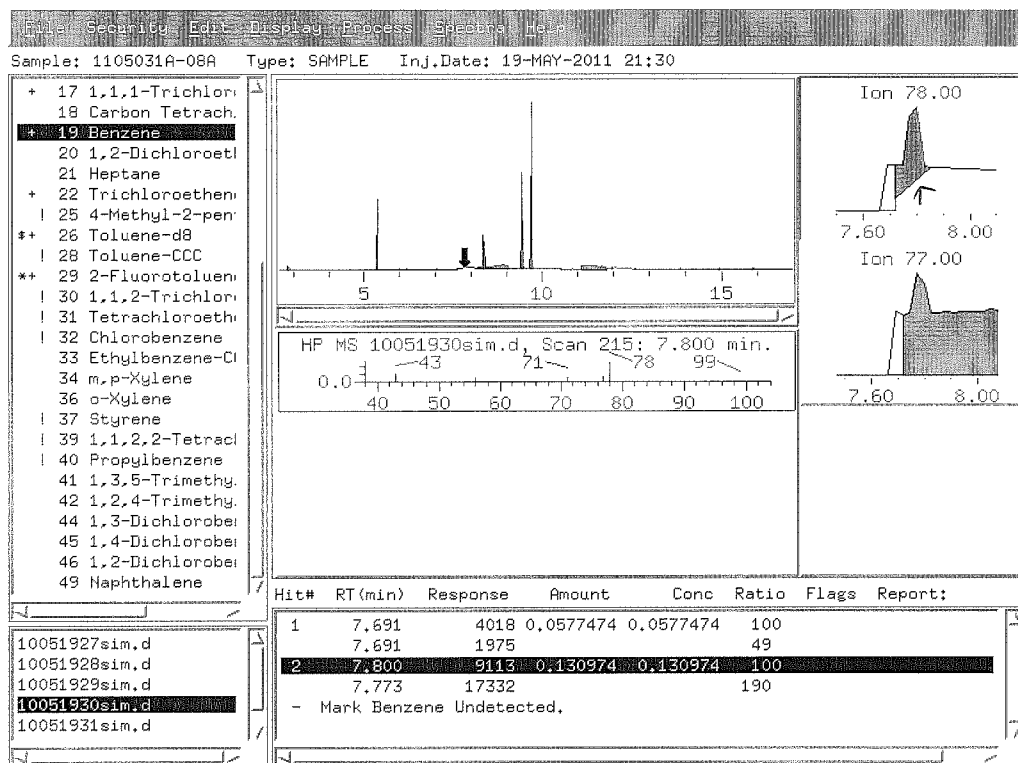 File Security Edit Display Process Spectra Help
Sample: 1105031A-08A Type: SAMPLE Inj.Date: 19-MAY-2011 21:30
+ 17 1,1,1-Trichlor
18 Carbon Tetrach.
+ 19 Benzene
20 1,2-Dichloroetl
21 Heptane
+ 22 Trichloroethen
! 25 4-Methyl-2-pen
$+ 26 Toluene-d8
! 28 Toluene-CCC
*+ 29 2-Fluorotoluen
! 30 1,1,2-Trichlor
! 31 Tetrachloroeth
! 32 Chlorobenzene
33 Ethylbenzene-Cl
34 m,p-Xylene
36 o-Xylene
! 37 Styrene
! 39 1,1,2,2-Tetracl
! 40 Propylbenzene
41 1,3,5-Trimethy.
42 1,2,4-Trimethy.
44 1,3-Dichlorobe
45 1,4-Dichlorobe
46 1,2-Dichlorobe
49 Naphthalene
10051927sim.d
10051928sim.d
10051929sim.d
10051930sim.d
10051931sim.d
5 10 15
HP MS 10051930sim.d, Scan 215: 7.800 min.
43 71 78 99
0.0
40 50 60 70 80 90 100
Ion 78.00
7.60 8.00
Ion 77.00
7.60 8.00
Hit# RT(min) Response Amount Conc Ratio Flags Report:
1 7.691 4018 0.0577474 0.0577474 100
7.691 1975 49
2 7.800 9113 0.130974 0.130974 100
7.773 17332 190
- Mark Benzene Undetected.